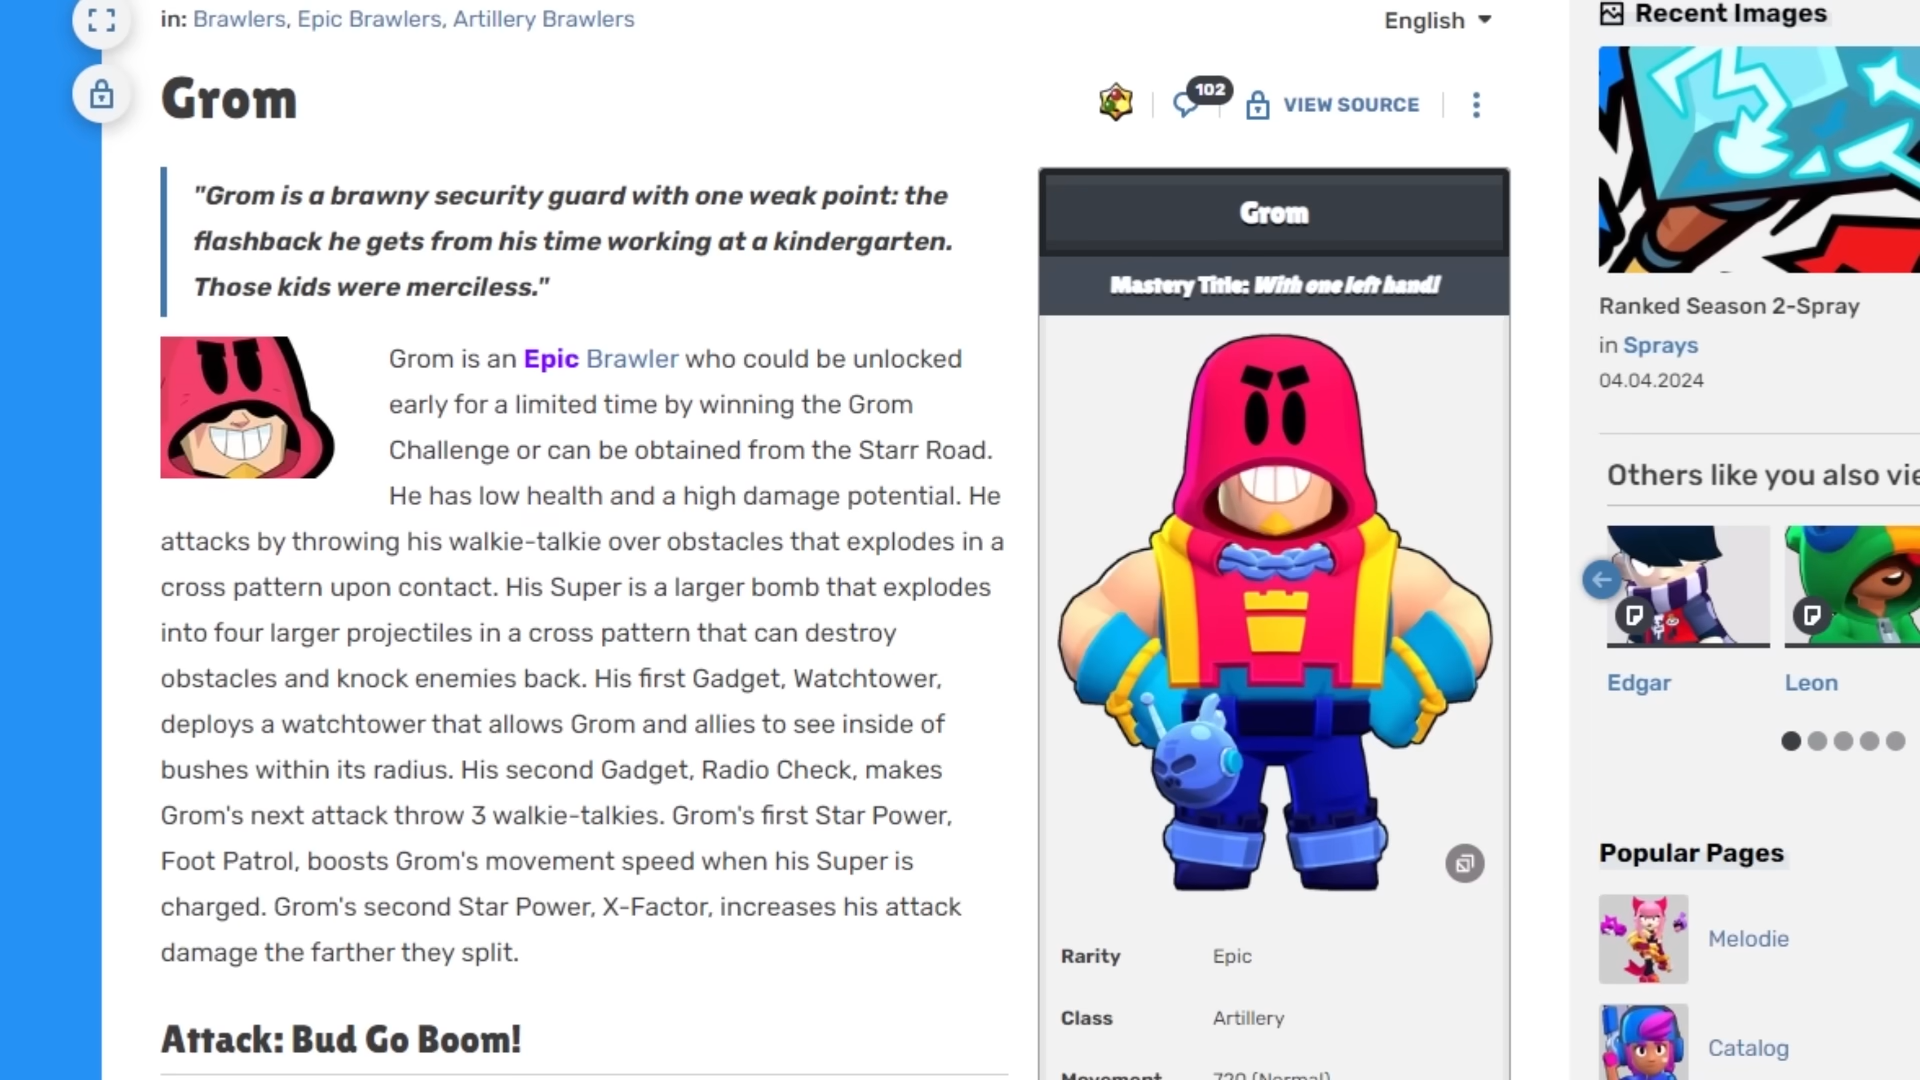 in: Brawlers, Epic Brawlers, Artillery Brawlers
English
Grom
102
VIEW SOURCE
"Grom is a brawny security guard with one weak point: the
flashback he gets from his time working at a kindergarten.
Those kids were merciless."
Grom is an Epic Brawler who could be unlocked
early for a limited time by winning the Grom
Challenge or can be obtained from the Starr Road.
He has low health and a high damage potential. He
attacks by throwing his walkie-talkie over obstacles that explodes in a
cross pattern upon contact. His Super is a larger bomb that explodes
into four larger projectiles in a cross pattern that can destroy
obstacles and knock enemies back. His first Gadget, Watchtower,
deploys a watchtower that allows Grom and allies to see inside of
bushes within its radius. His second Gadget, Radio Check, makes
Grom's next attack throw 3 walkie-talkies. Grom's first Star Power,
Foot Patrol, boosts Grom's movement speed when his Super is
charged. Grom's second Star Power, X-Factor, increases his attack
damage the farther they split.
Attack: Bud Go Boom!
Grom
Mastery Title: With one left hand!
Rarity Epic
Class Artillery
Movement 720 (Normal)
Recent Images
Ranked Season 2-Spray
in Sprays
04.04.2024
Others like you also vie
Edgar
Leon
Popular Pages
Melodie
Catalog